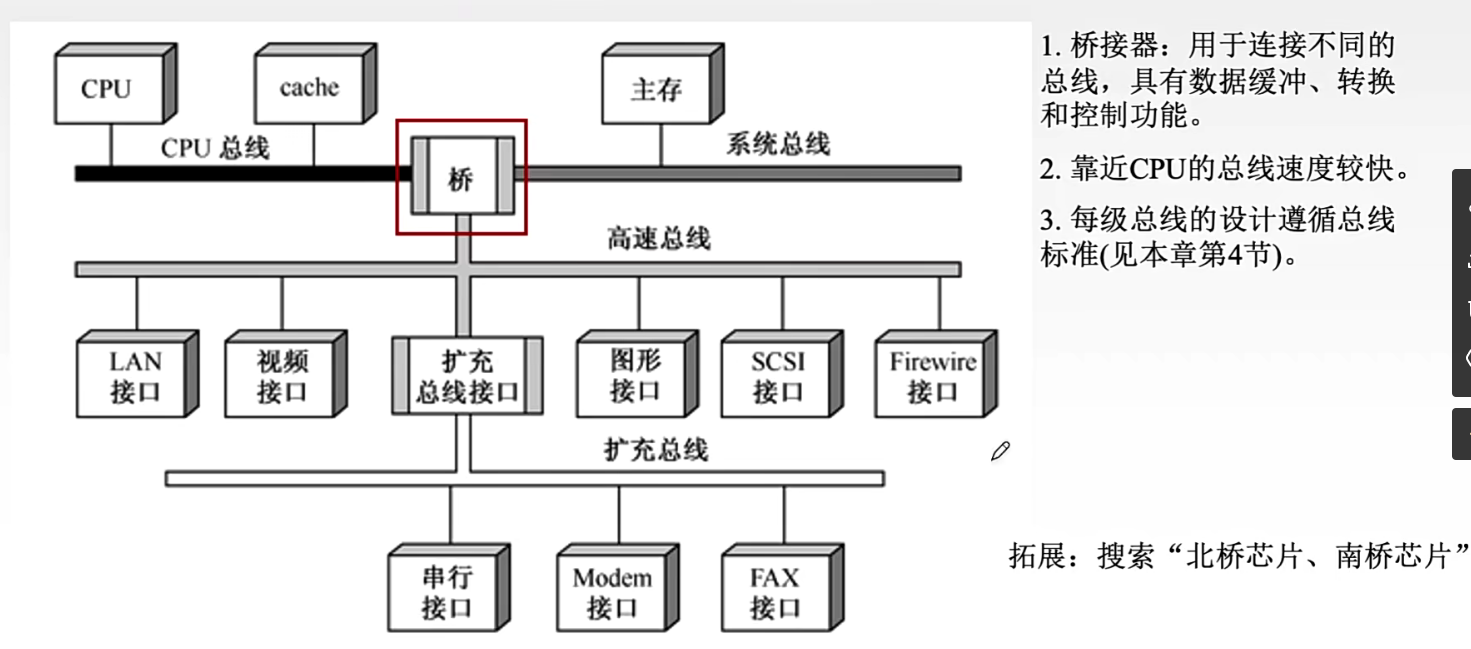 CPU
cache
主存
CPU 总线
桥
系统总线
高速总线
LAN
接口
视频
接口
扩充
总线接口
图形
接口
SCSI
接口
Firewire
接口
扩充总线
串行
接口
Modem
接口
FAX
接口
1. 桥接器：用于连接不同的
总线，具有数据缓冲、转换
和控制功能。
2. 靠近CPU的总线速度较快。
3. 每级总线的设计遵循总线
标准(见本章第4节)。
拓展：搜索“北桥芯片、南桥芯片”